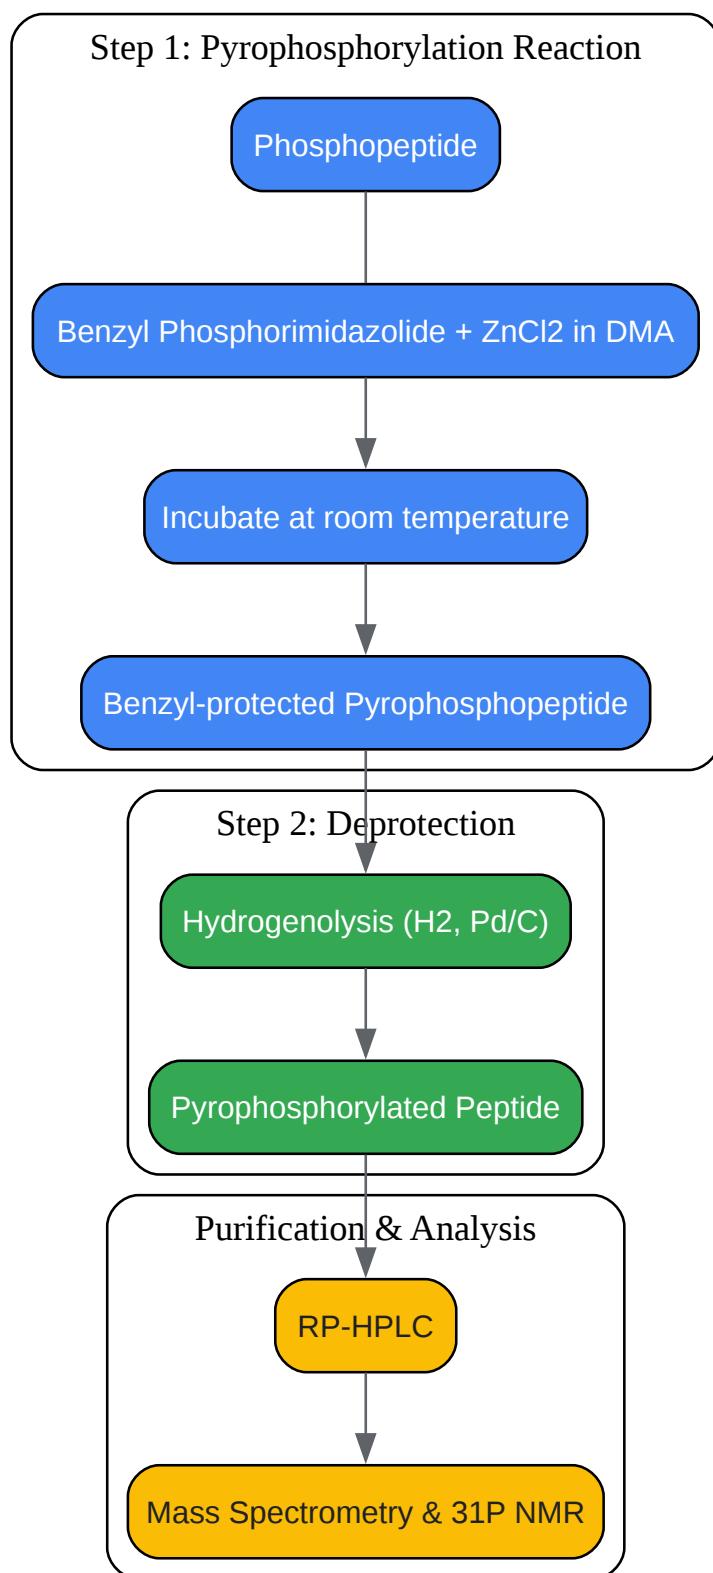 Step 1: Pyrophosphorylation Reaction
Phosphopeptide
Benzyl Phosphorimidazolide + ZnCl2 in DMA
Incubate at room temperature
Benzyl-protected Pyrophosphopeptide
Step 2: Deprotection
Hydrogenolysis (H2, Pd/C)
Pyrophosphorylated Peptide
Purification & Analysis
RP-HPLC
Mass Spectrometry & 31P NMR